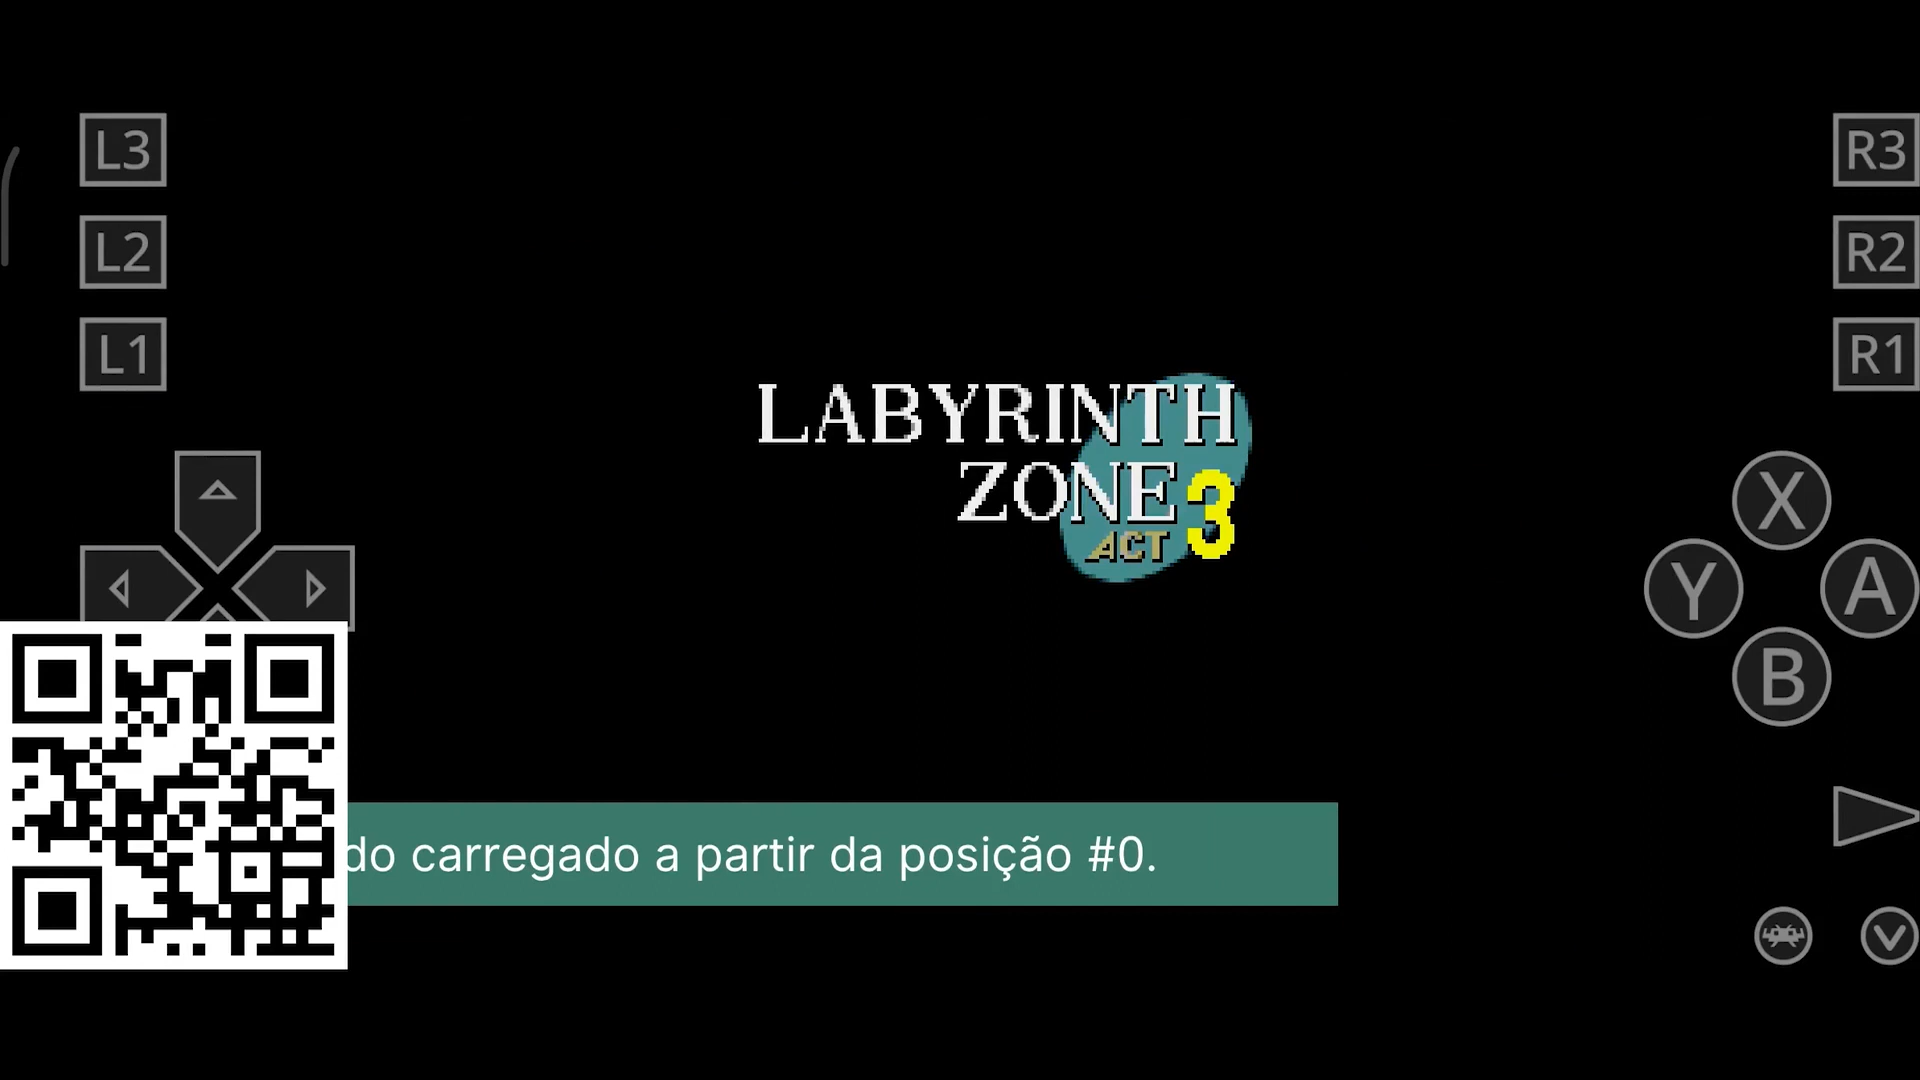 L3
R3
L2
R2
L1
R1
LABYRINTH
ZONE
ACT 3
X
Y
A
B
do carregado a partir da posição #0.